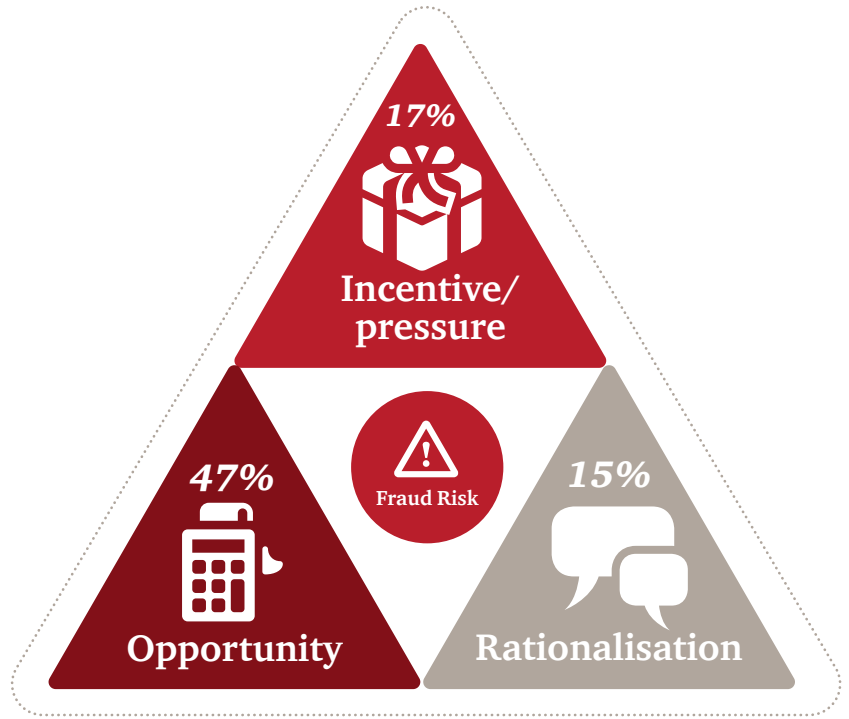 17%
Incentive/
pressure
Fraud Risk
47%
Opportunity
15%
Rationalisation